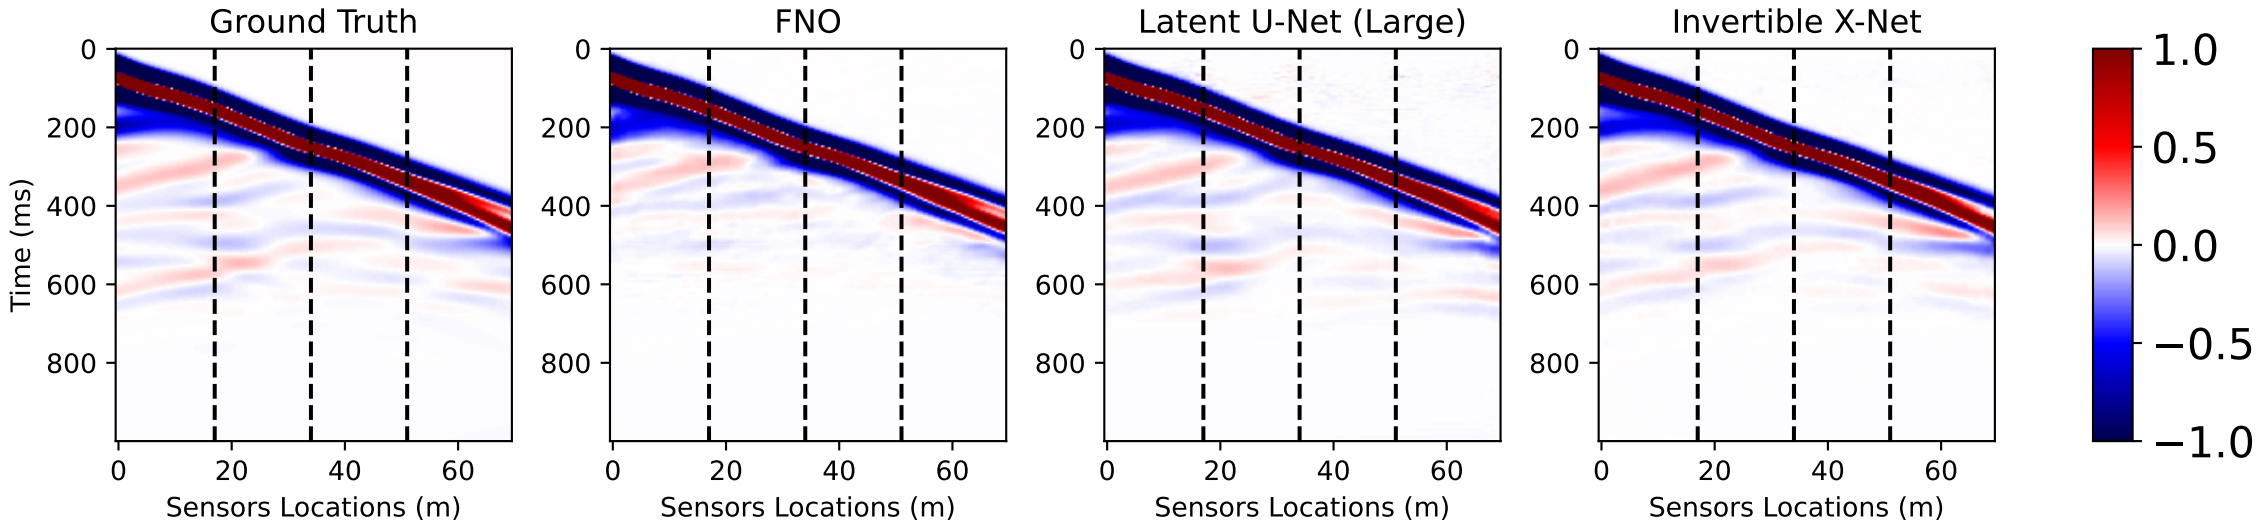 Ground Truth
FNO
Latent U-Net (Large)
Invertible X-Net
0
200
400
600
800
0
200
400
600
800
0
200
400
600
800
0
200
400
600
800
Time (ms)
0 20 40 60
0 20 40 60
0 20 40 60
0 20 40 60
Sensors Locations (m)
Sensors Locations (m)
Sensors Locations (m)
Sensors Locations (m)
1.0
0.5
0.0
−0.5
−1.0